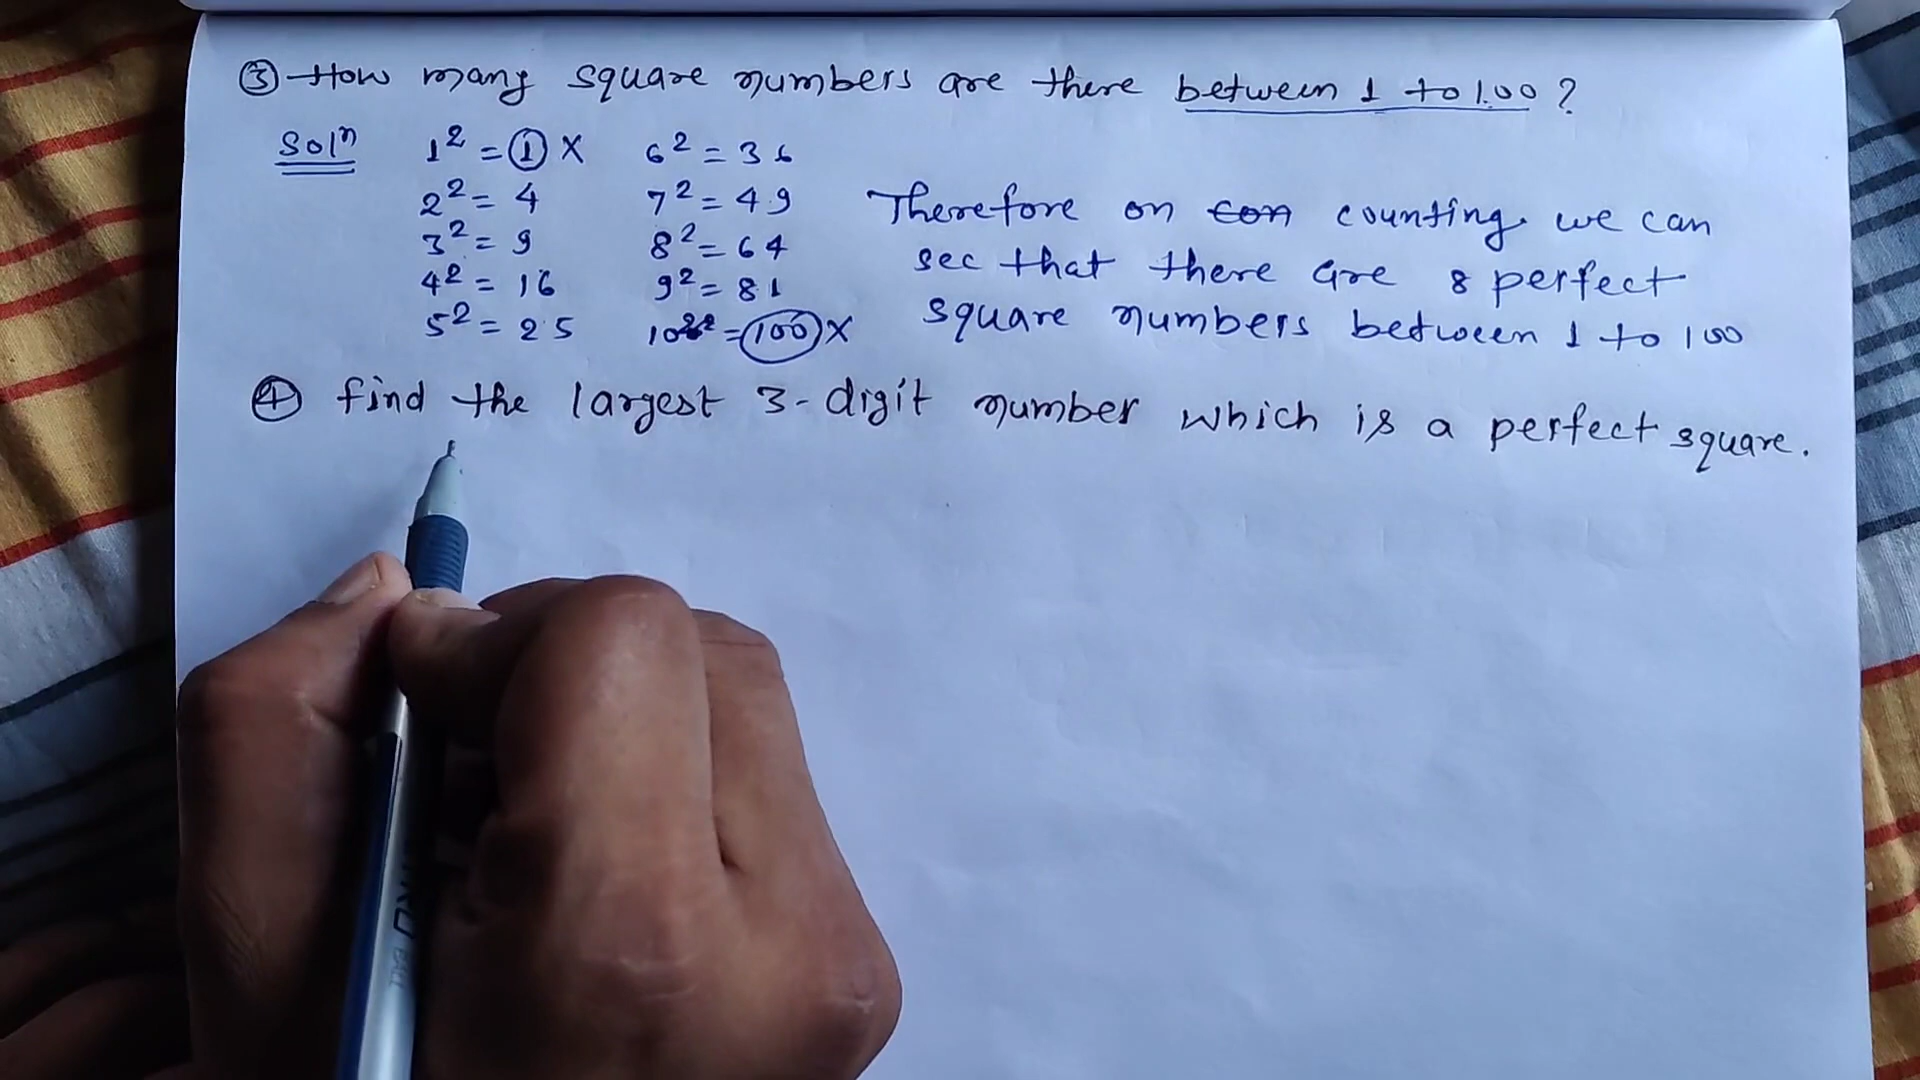 ③ How many square numbers are there between 1 to 100 ?
Solⁿ 1² = 1 X 6² = 36
2² = 4 7² = 49
3² = 9 8² = 64
4² = 16 9² = 81
5² = 25 10² = 100 X
Therefore on con counting we can
see that there are 8 perfect
square numbers between 1 to 100
④ find the largest 3-digit number which is a perfect square.